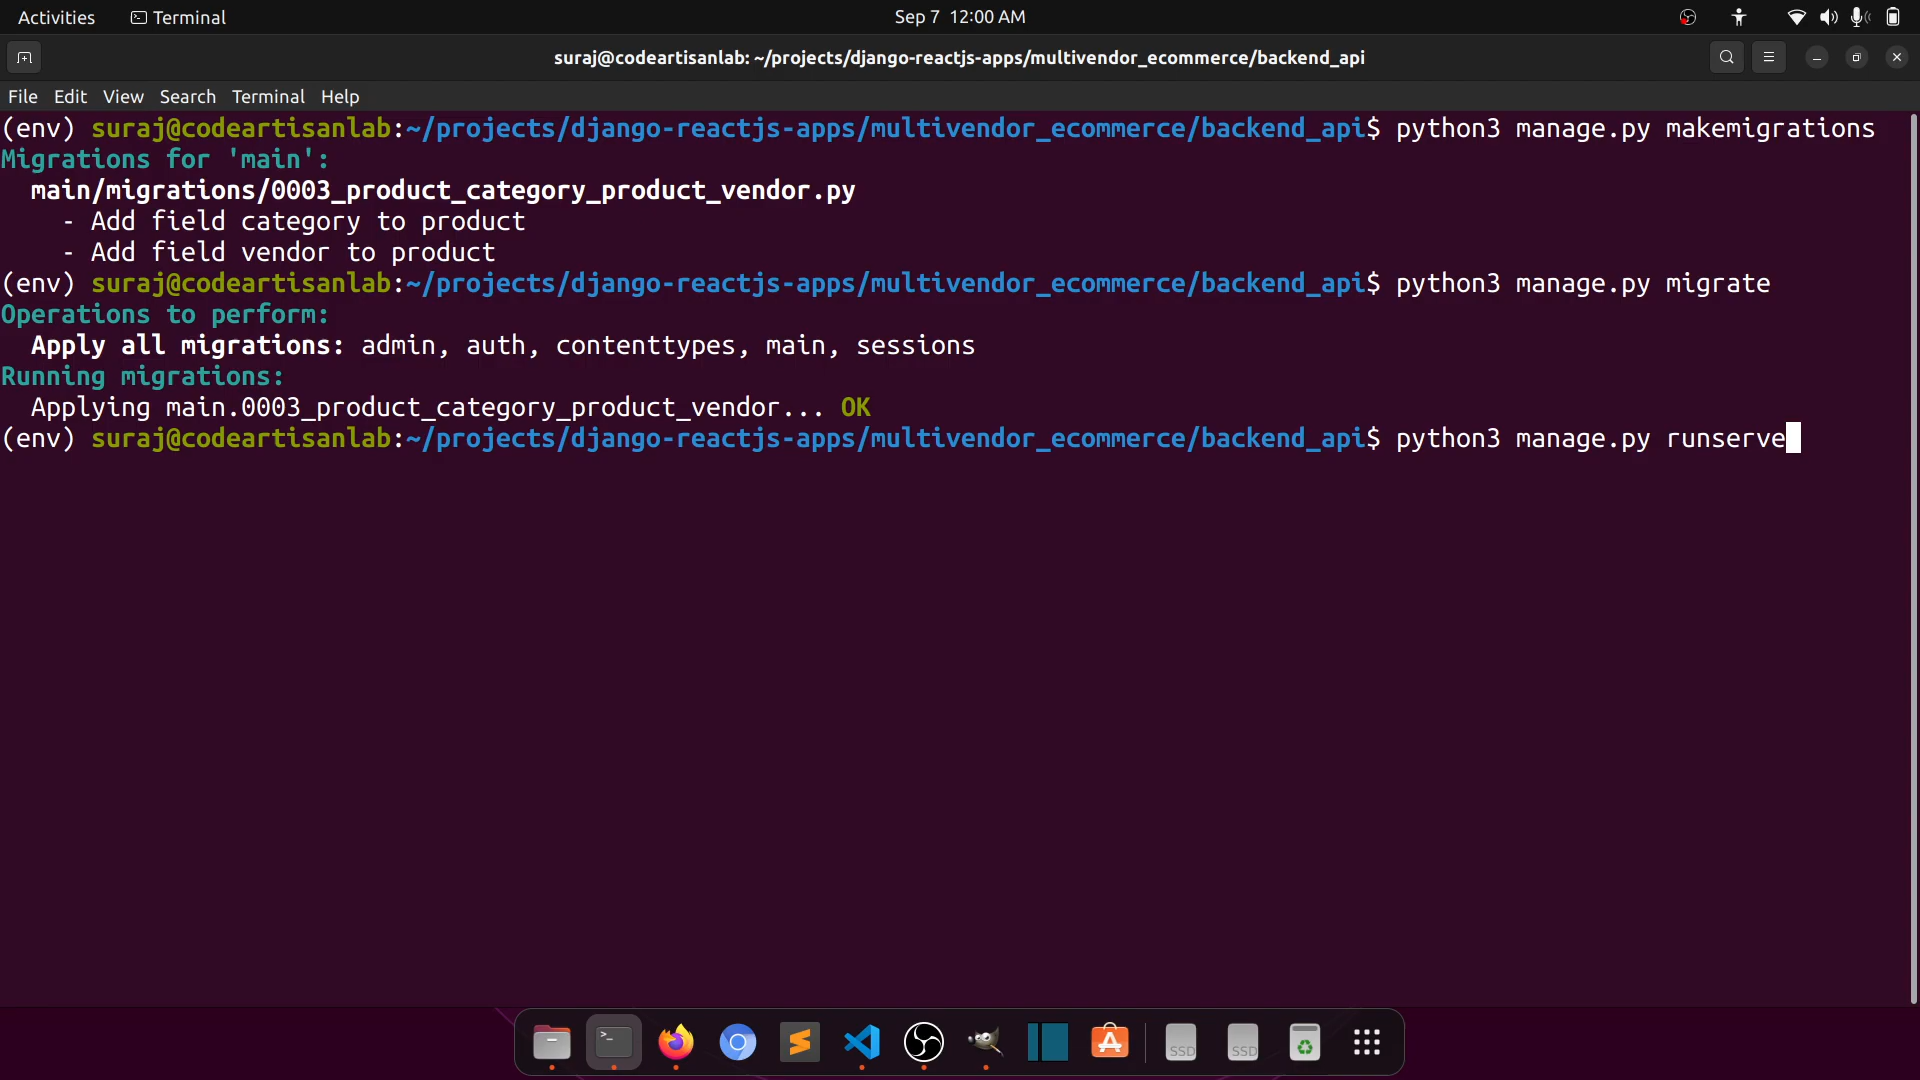 Activities Terminal Sep 7 12:00 AM
suraj@codeartisanlab: ~/projects/django-reactjs-apps/multivendor_ecommerce/backend_api
File Edit View Search Terminal Help
(env) suraj@codeartisanlab:~/projects/django-reactjs-apps/multivendor_ecommerce/backend_api$ python3 manage.py makemigrations
Migrations for 'main':
main/migrations/0003_product_category_product_vendor.py
- Add field category to product
- Add field vendor to product
(env) suraj@codeartisanlab:~/projects/django-reactjs-apps/multivendor_ecommerce/backend_api$ python3 manage.py migrate
Operations to perform:
Apply all migrations: admin, auth, contenttypes, main, sessions
Running migrations:
Applying main.0003_product_category_product_vendor... OK
(env) suraj@codeartisanlab:~/projects/django-reactjs-apps/multivendor_ecommerce/backend_api$ python3 manage.py runserve
SSD SSD